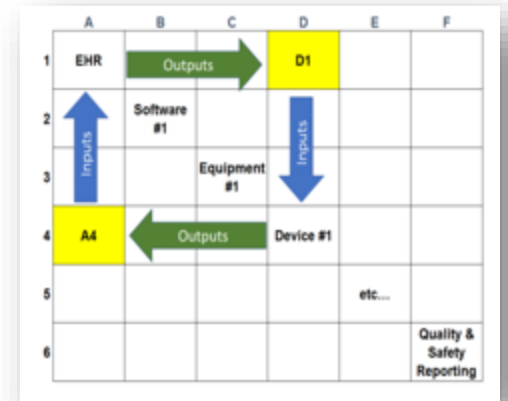 A B C D E F
1 EHR Outputs D1
2 Software
#1
Inputs
Inputs
3 Equipment
#1
4 A4 Outputs Device #1
5 etc...
6 Quality &
Safety
Reporting